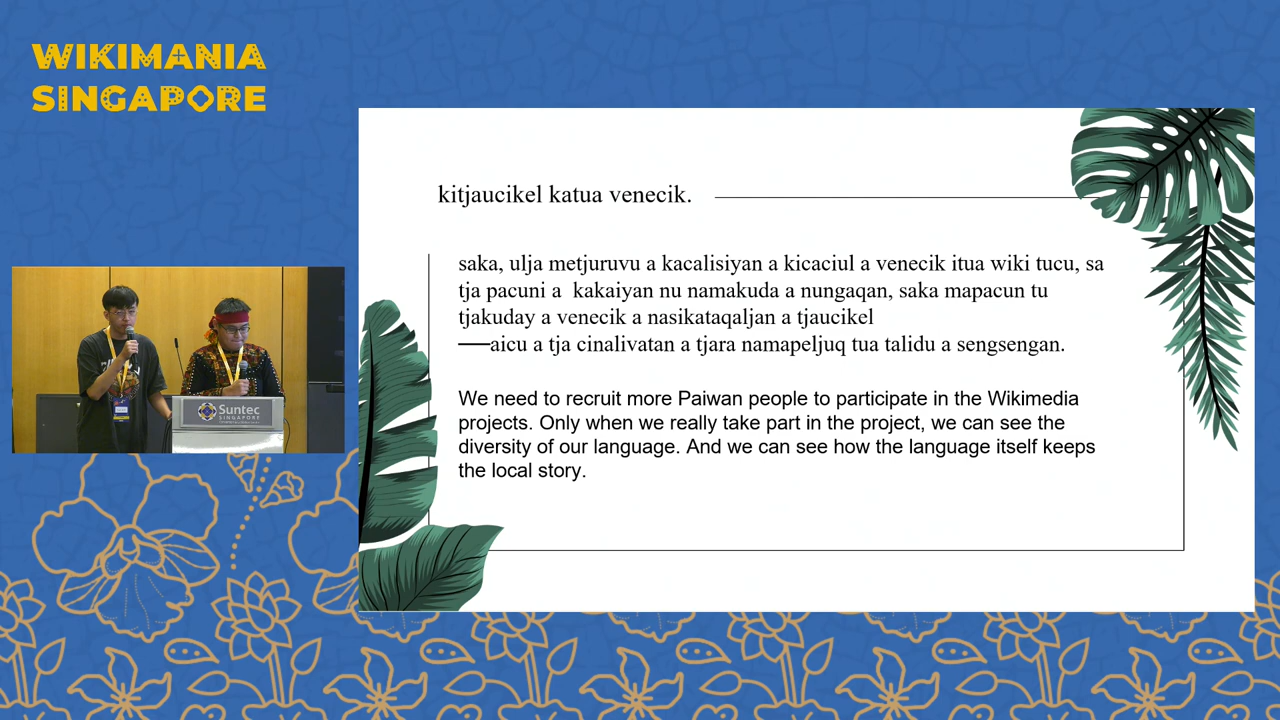 WIKIMANIA
SINGAPORE
kitjaucikel katua venecik.
saka, ulja metjuruvu a kacalisiyan a kicaciul a venecik itua wiki tucu, sa
tja pacuni a  kakaiyan nu namakuda a nungaqan, saka mapacun tu
tjakuday a venecik a nasikataqaljan a tjaucikel
──aicu a tja cinalivatan a tjara namapeljuq tua talidu a sengsengan.
We need to recruit more Paiwan people to participate in the Wikimedia
projects. Only when we really take part in the project, we can see the
diversity of our language. And we can see how the language itself keeps
the local story.
Suntec
SINGAPORE